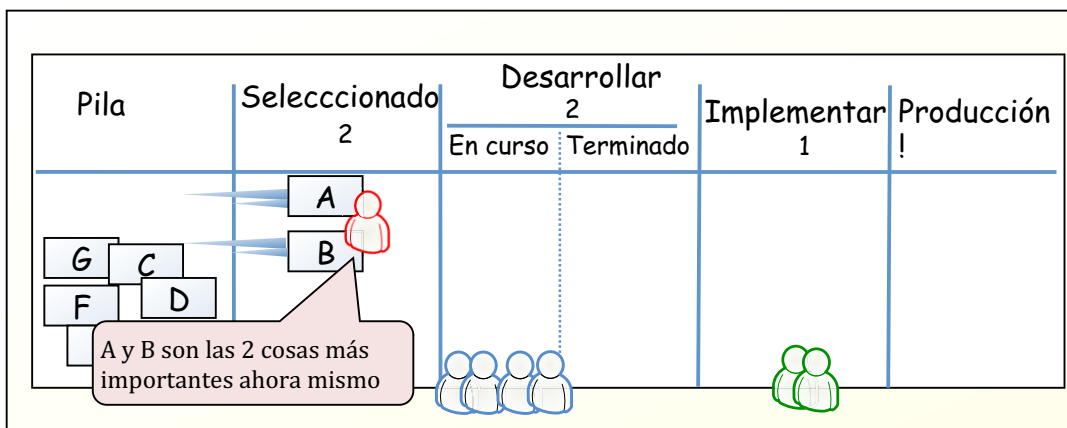 Pila
Selecccionado
2
Desarrollar
2
En curso
Terminado
Implementar
1
Producción
!
A
B
G
C
F
D
A y B son las 2 cosas más
importantes ahora mismo